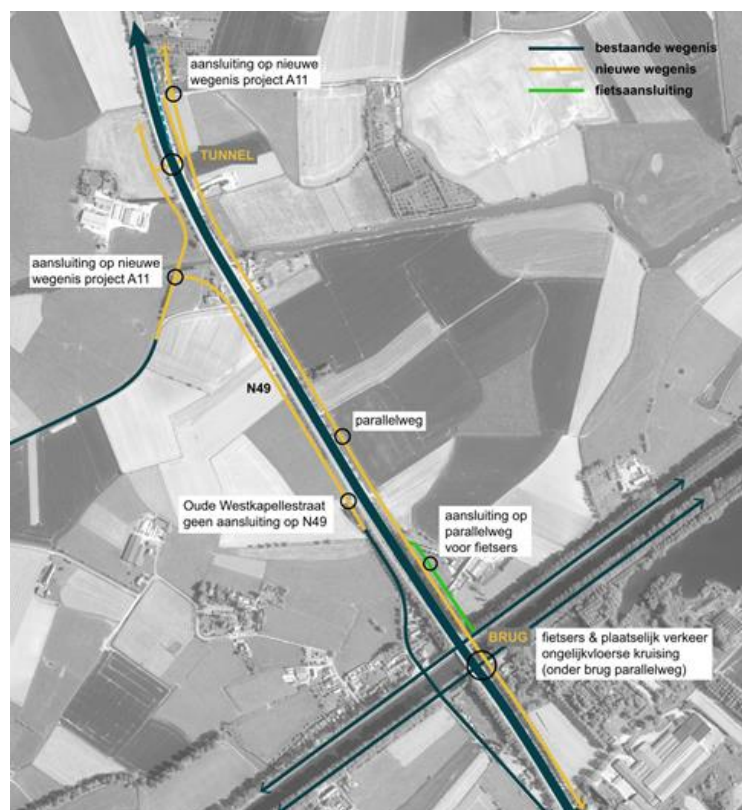 aansluiting op nieuwe
wegenis project A11
bestaande wegenis
nieuwe wegenis
fietsaansluiting
TUNNEL
aansluiting op nieuwe
wegenis project A11
N49
parallelweg
Oude Westkapellestraat
geen aansluiting op N49
aansluiting op
parallelweg
voor fietsers
BRUG
fietsers & plaatselijk verkeer
ongelijkvloerse kruising
(onder brug parallelweg)